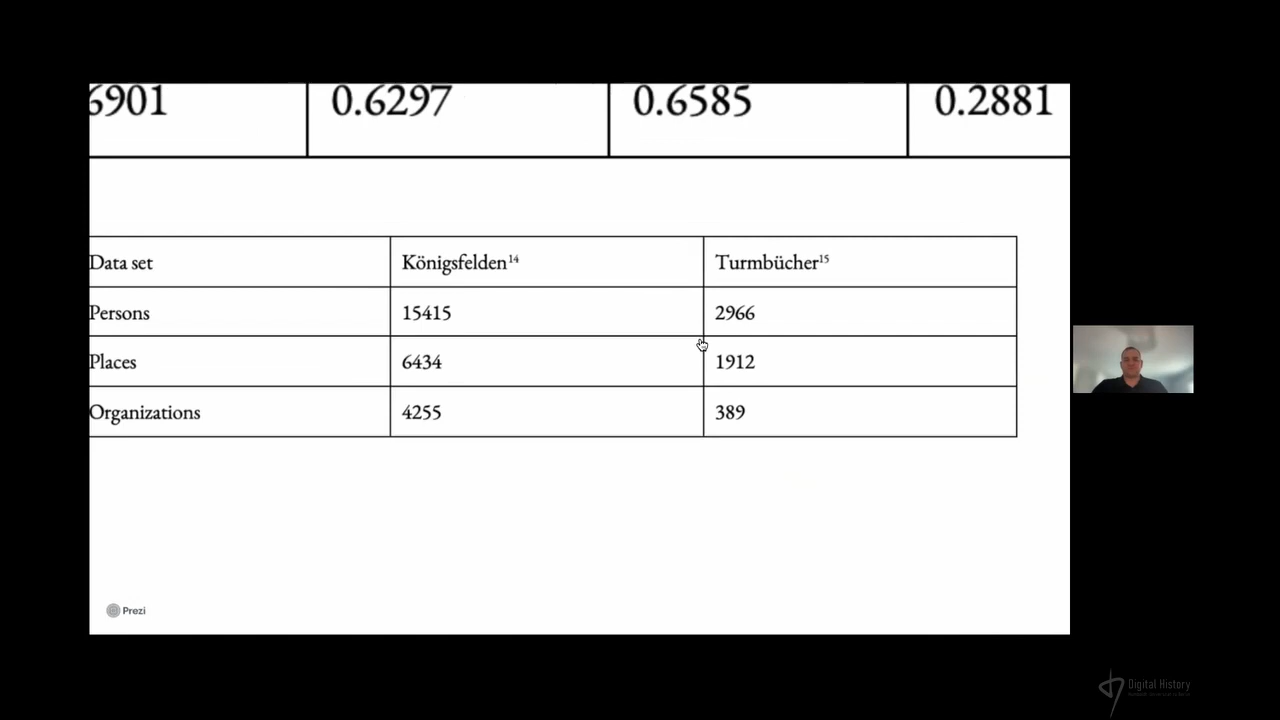 6901 0.6297 0.6585 0.2881
Data set Königsfelden¹⁴ Turmbücher¹⁵
Persons 15415 2966
Places 6434 1912
Organizations 4255 389
Prezi
Digital History